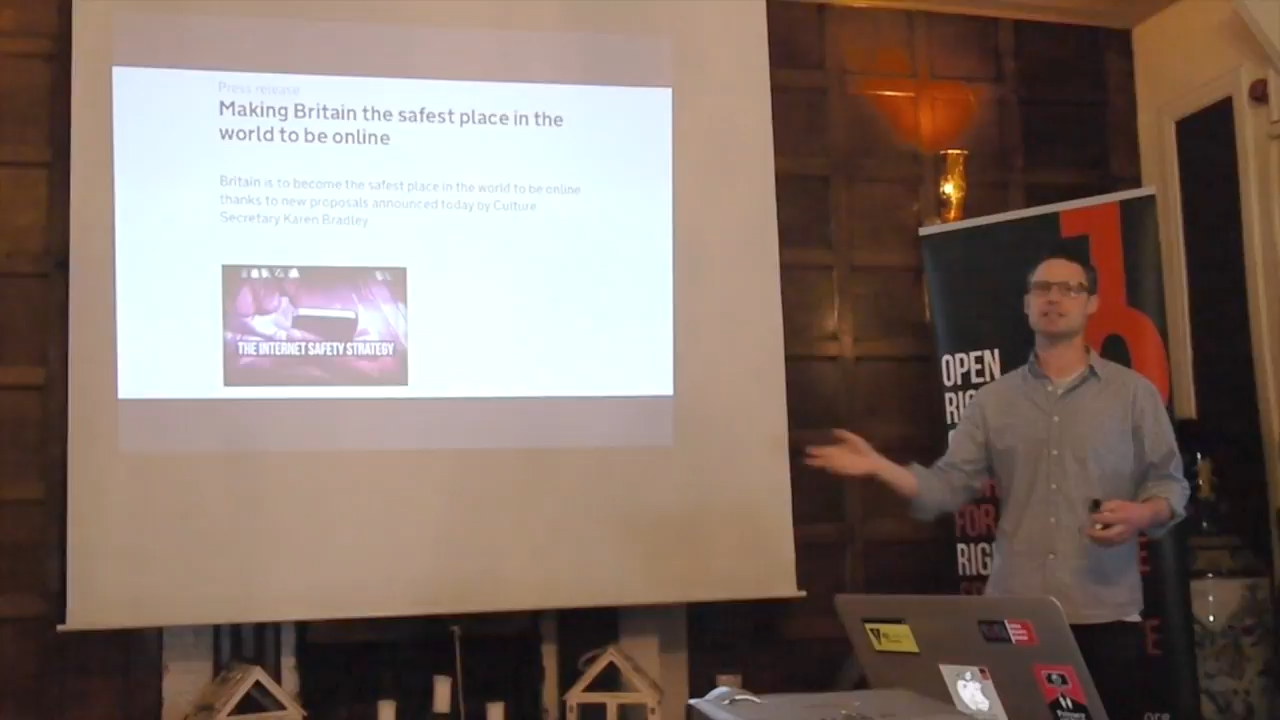 Press release
Making Britain the safest place in the
world to be online
Britain is to become the safest place in the world to be online
thanks to new proposals announced today by Culture
Secretary Karen Bradley
THE INTERNET SAFETY STRATEGY
OPEN
FOR